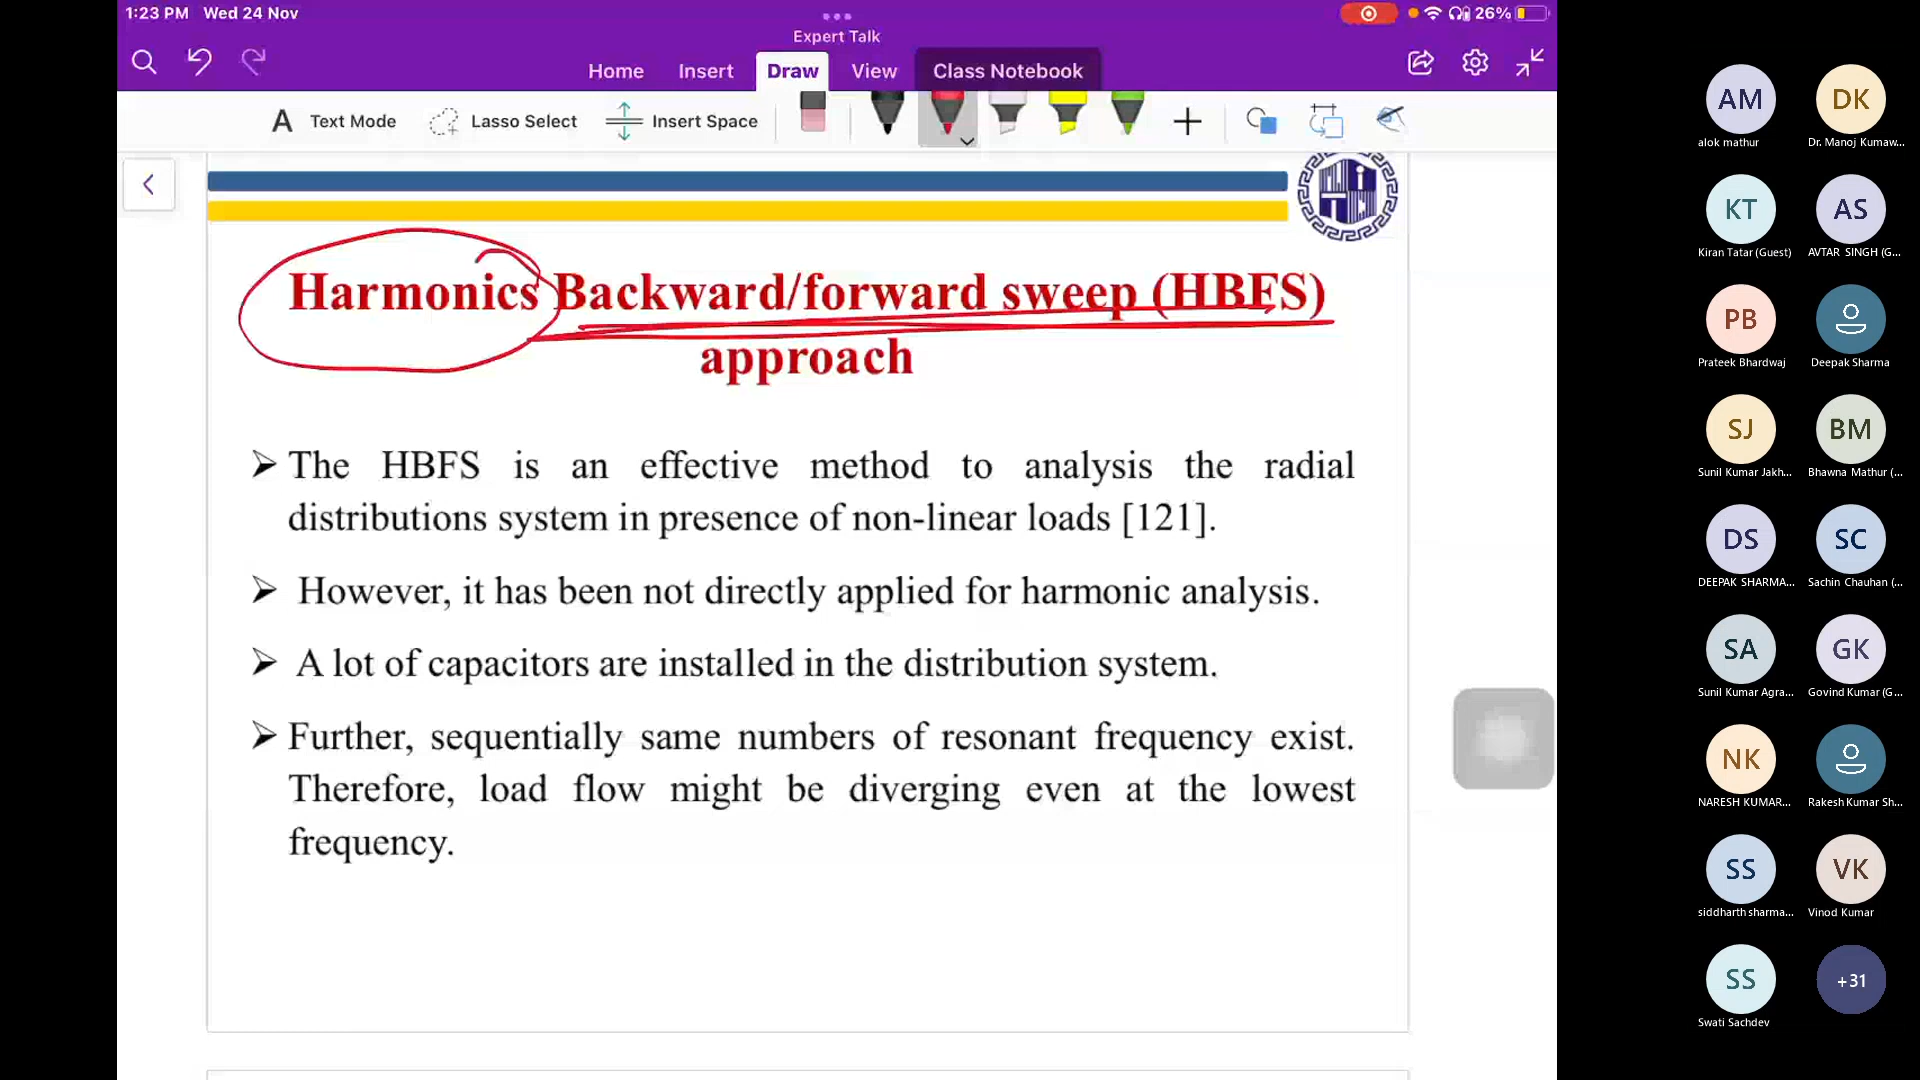 1:23 PM Wed 24 Nov
26%
Expert Talk
Home Insert Draw View Class Notebook
A Text Mode Lasso Select Insert Space
Harmonics Backward/forward sweep (HBFS)
approach
➢ The HBFS is an effective method to analysis the radial
distributions system in presence of non-linear loads [121].
➢ However, it has been not directly applied for harmonic analysis.
➢ A lot of capacitors are installed in the distribution system.
➢ Further, sequentially same numbers of resonant frequency exist.
Therefore, load flow might be diverging even at the lowest
frequency.
AM DK
alok mathur Dr. Manoj Kumaw...
KT AS
Kiran Tatar (Guest) AVTAR SINGH (G...
PB
Prateek Bhardwaj Deepak Sharma
SJ BM
Sunil Kumar Jakh... Bhawna Mathur (...
DS SC
DEEPAK SHARMA... Sachin Chauhan (...
SA GK
Sunil Kumar Agra... Govind Kumar (G...
NK
NARESH KUMAR... Rakesh Kumar Sh...
SS VK
siddharth sharma... Vinod Kumar
SS +31
Swati Sachdev